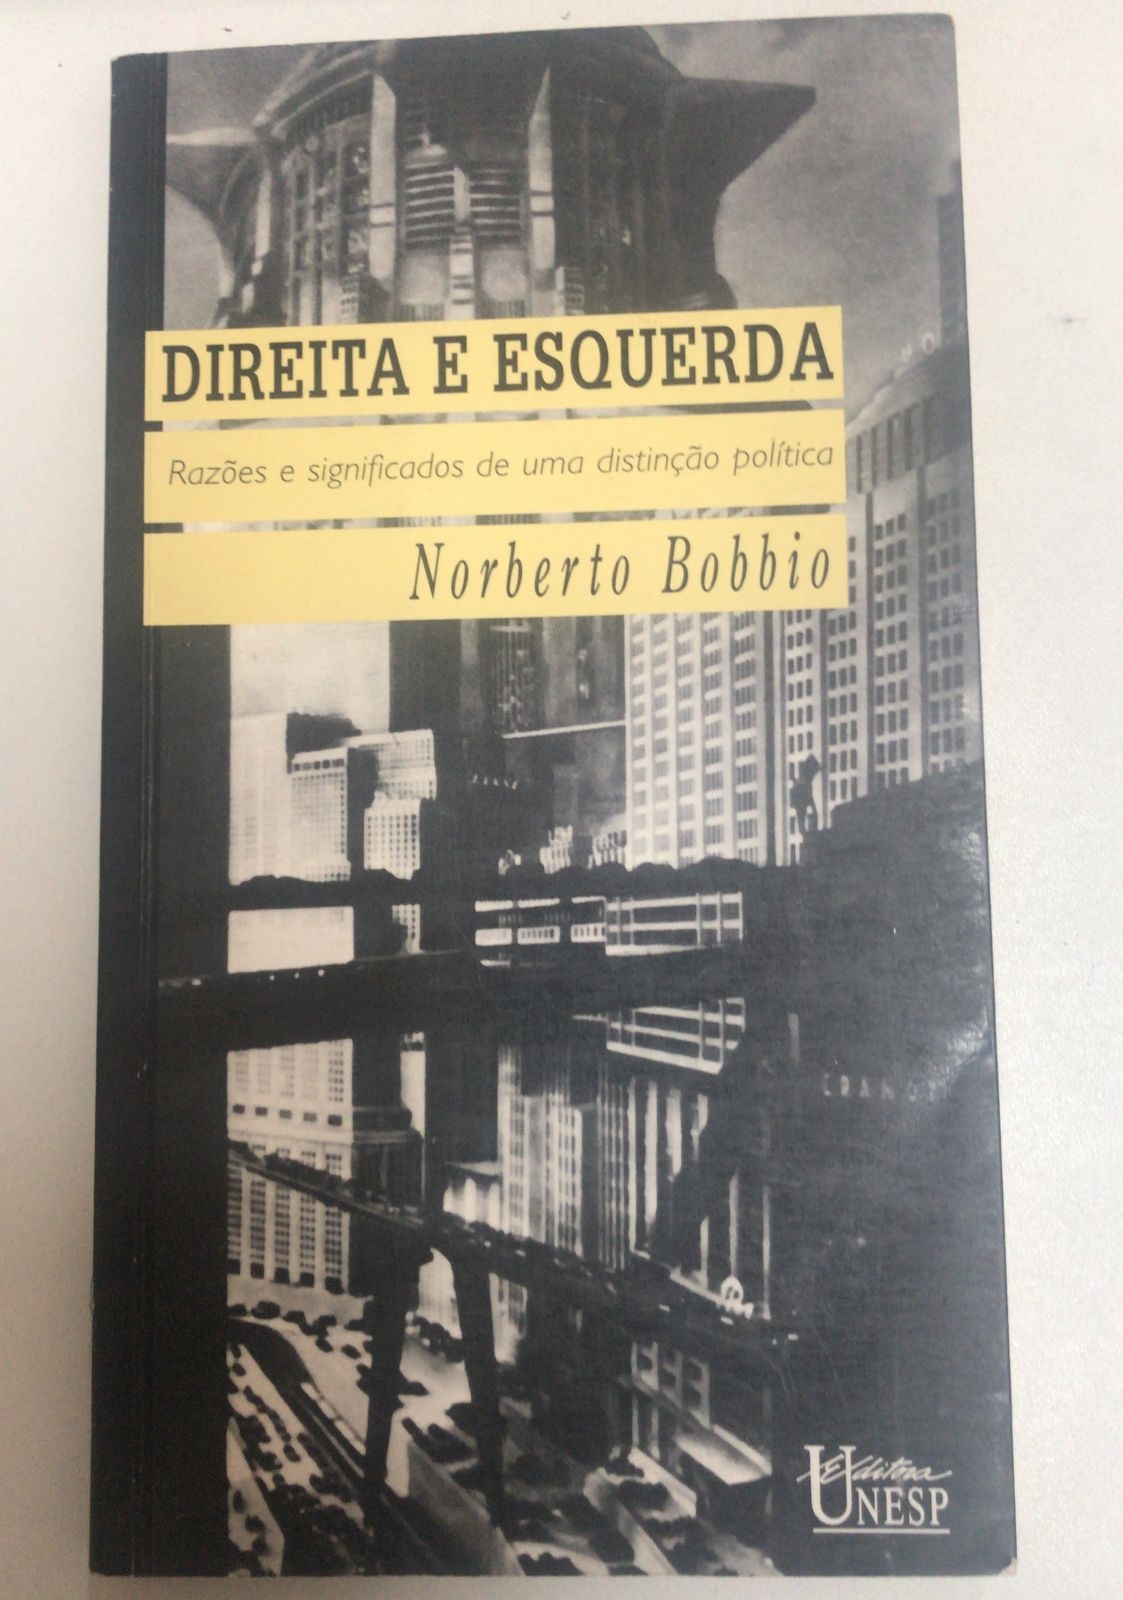 DIREITA E ESQUERDA
Razões e significados de uma distinção política
Norberto Bobbio
Editora
UNESP